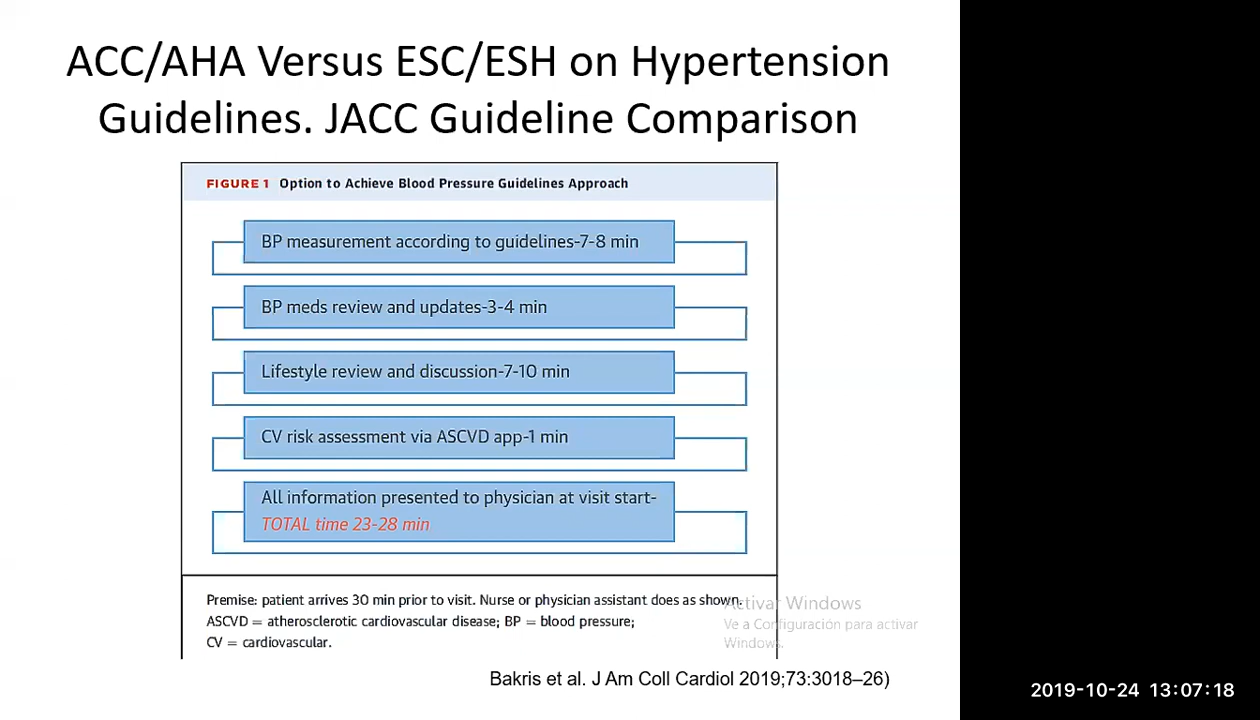 ACC/AHA Versus ESC/ESH on Hypertension
Guidelines. JACC Guideline Comparison
FIGURE 1 Option to Achieve Blood Pressure Guidelines Approach
BP measurement according to guidelines-7-8 min
BP meds review and updates-3-4 min
Lifestyle review and discussion-7-10 min
CV risk assessment via ASCVD app-1 min
All information presented to physician at visit start-
TOTAL time 23-28 min
Premise: patient arrives 30 min prior to visit. Nurse or physician assistant does as shown.
ASCVD = atherosclerotic cardiovascular disease; BP = blood pressure;
CV = cardiovascular.
Activar Windows
Ve a Configuración para activar
Windows.
Bakris et al. J Am Coll Cardiol 2019;73:3018–26)
2019-10-24 13:07:18